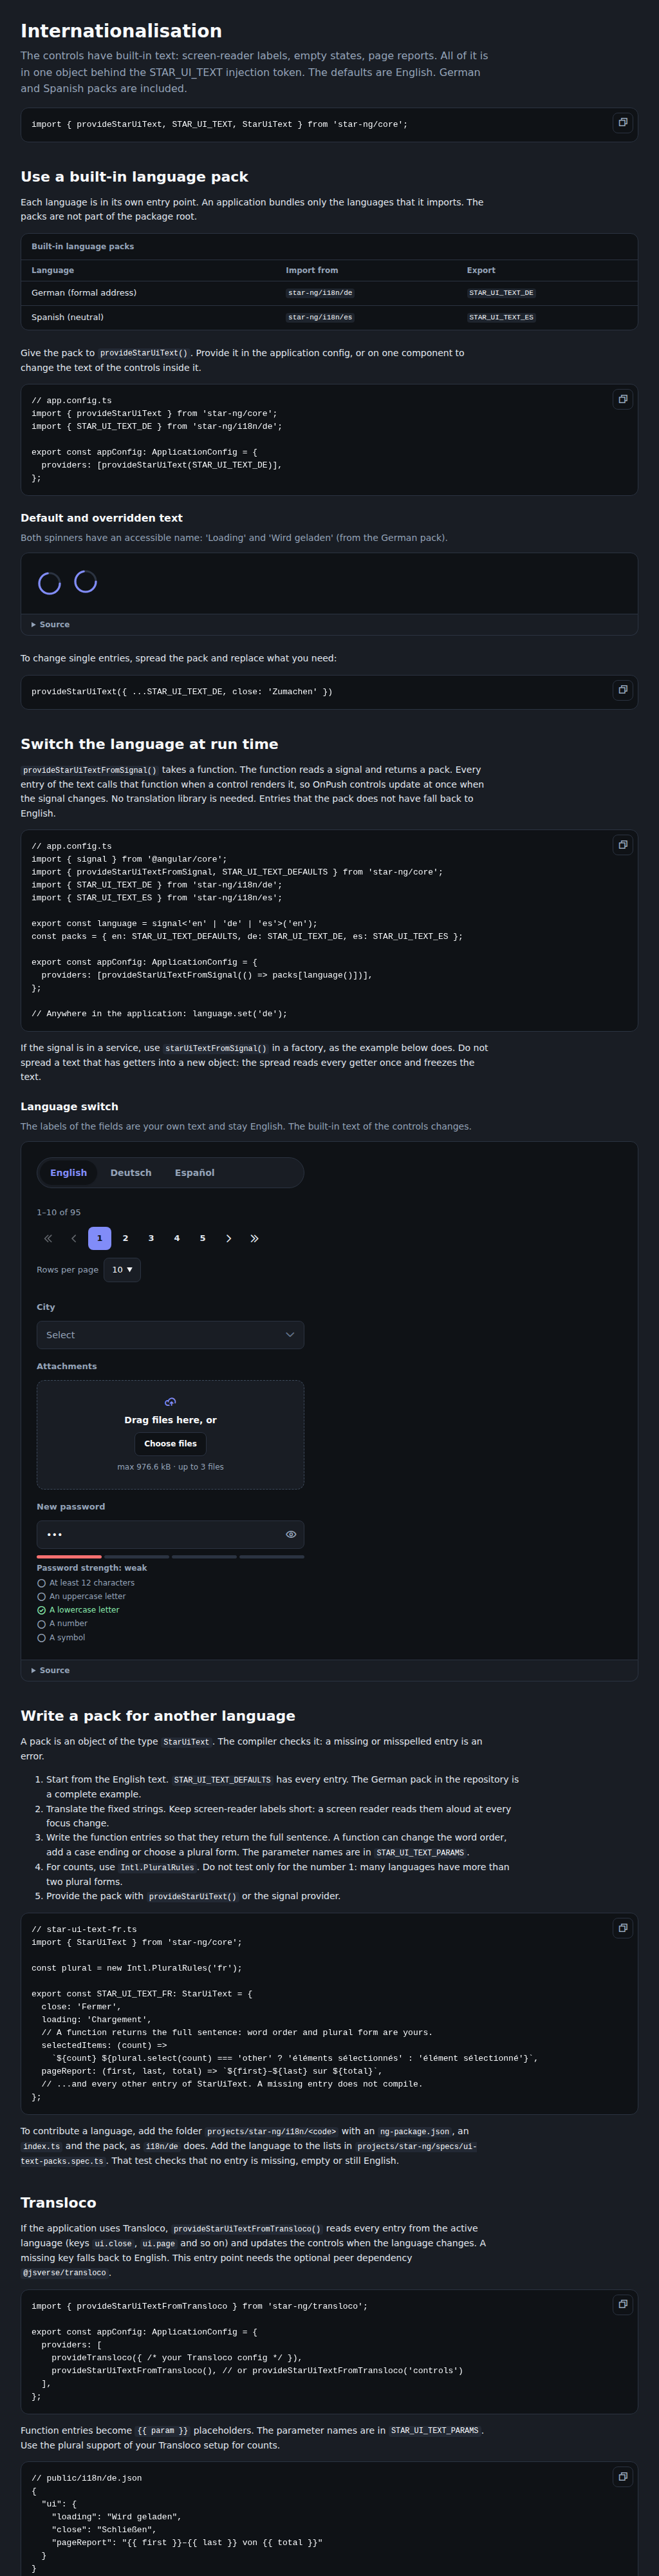 Internationalisation
The controls have built-in text: screen-reader labels, empty states, page reports. All of it is
in one object behind the STAR_UI_TEXT injection token. The defaults are English. German
and Spanish packs are included.
import { provideStarUiText, STAR_UI_TEXT, StarUiText } from 'star-ng/core';
Use a built-in language pack
Each language is in its own entry point. An application bundles only the languages that it imports. The
packs are not part of the package root.
Built-in language packs
Language Import from Export
German (formal address) star-ng/i18n/de STAR_UI_TEXT_DE
Spanish (neutral) star-ng/i18n/es STAR_UI_TEXT_ES
Give the pack to provideStarUiText(). Provide it in the application config, or on one component to
change the text of the controls inside it.
// app.config.ts
import { provideStarUiText } from 'star-ng/core';
import { STAR_UI_TEXT_DE } from 'star-ng/i18n/de';
export const appConfig: ApplicationConfig = {
  providers: [provideStarUiText(STAR_UI_TEXT_DE)],
};
Default and overridden text
Both spinners have an accessible name: 'Loading' and 'Wird geladen' (from the German pack).
Source
To change single entries, spread the pack and replace what you need:
provideStarUiText({ ...STAR_UI_TEXT_DE, close: 'Zumachen' })
Switch the language at run time
provideStarUiTextFromSignal() takes a function. The function reads a signal and returns a pack. Every
entry of the text calls that function when a control renders it, so OnPush controls update at once when
the signal changes. No translation library is needed. Entries that the pack does not have fall back to
English.
// app.config.ts
import { signal } from '@angular/core';
import { provideStarUiTextFromSignal, STAR_UI_TEXT_DEFAULTS } from 'star-ng/core';
import { STAR_UI_TEXT_DE } from 'star-ng/i18n/de';
import { STAR_UI_TEXT_ES } from 'star-ng/i18n/es';
export const language = signal<'en' | 'de' | 'es'>('en');
const packs = { en: STAR_UI_TEXT_DEFAULTS, de: STAR_UI_TEXT_DE, es: STAR_UI_TEXT_ES };
export const appConfig: ApplicationConfig = {
  providers: [provideStarUiTextFromSignal(() => packs[language()])],
};
// Anywhere in the application: language.set('de');
If the signal is in a service, use starUiTextFromSignal() in a factory, as the example below does. Do not
spread a text that has getters into a new object: the spread reads every getter once and freezes the
text.
Language switch
The labels of the fields are your own text and stay English. The built-in text of the controls changes.
English Deutsch Español
1–10 of 95
1 2 3 4 5
Rows per page 10
City
Select
Attachments
Drag files here, or
Choose files
max 976.6 kB · up to 3 files
New password
•••
Password strength: weak
At least 12 characters
An uppercase letter
A lowercase letter
A number
A symbol
Source
Write a pack for another language
A pack is an object of the type StarUiText. The compiler checks it: a missing or misspelled entry is an
error.
1. Start from the English text. STAR_UI_TEXT_DEFAULTS has every entry. The German pack in the repository is
a complete example.
2. Translate the fixed strings. Keep screen-reader labels short: a screen reader reads them aloud at every
focus change.
3. Write the function entries so that they return the full sentence. A function can change the word order,
add a case ending or choose a plural form. The parameter names are in STAR_UI_TEXT_PARAMS.
4. For counts, use Intl.PluralRules. Do not test only for the number 1: many languages have more than
two plural forms.
5. Provide the pack with provideStarUiText() or the signal provider.
// star-ui-text-fr.ts
import { StarUiText } from 'star-ng/core';
const plural = new Intl.PluralRules('fr');
export const STAR_UI_TEXT_FR: StarUiText = {
  close: 'Fermer',
  loading: 'Chargement',
  // A function returns the full sentence: word order and plural form are yours.
  selectedItems: (count) =>
    `${count} ${plural.select(count) === 'other' ? 'éléments sélectionnés' : 'élément sélectionné'}`,
  pageReport: (first, last, total) => `${first}–${last} sur ${total}`,
  // ...and every other entry of StarUiText. A missing entry does not compile.
};
To contribute a language, add the folder projects/star-ng/i18n/<code> with an ng-package.json, an
index.ts and the pack, as i18n/de does. Add the language to the lists in projects/star-ng/specs/ui-
text-packs.spec.ts. That test checks that no entry is missing, empty or still English.
Transloco
If the application uses Transloco, provideStarUiTextFromTransloco() reads every entry from the active
language (keys ui.close, ui.page and so on) and updates the controls when the language changes. A
missing key falls back to English. This entry point needs the optional peer dependency
@jsverse/transloco.
import { provideStarUiTextFromTransloco } from 'star-ng/transloco';
export const appConfig: ApplicationConfig = {
  providers: [
    provideTransloco({ /* your Transloco config */ }),
    provideStarUiTextFromTransloco(), // or provideStarUiTextFromTransloco('controls')
  ],
};
Function entries become {{ param }} placeholders. The parameter names are in STAR_UI_TEXT_PARAMS.
Use the plural support of your Transloco setup for counts.
// public/i18n/de.json
{
  "ui": {
    "loading": "Wird geladen",
    "close": "Schließen",
    "pageReport": "{{ first }}–{{ last }} von {{ total }}"
  }
}